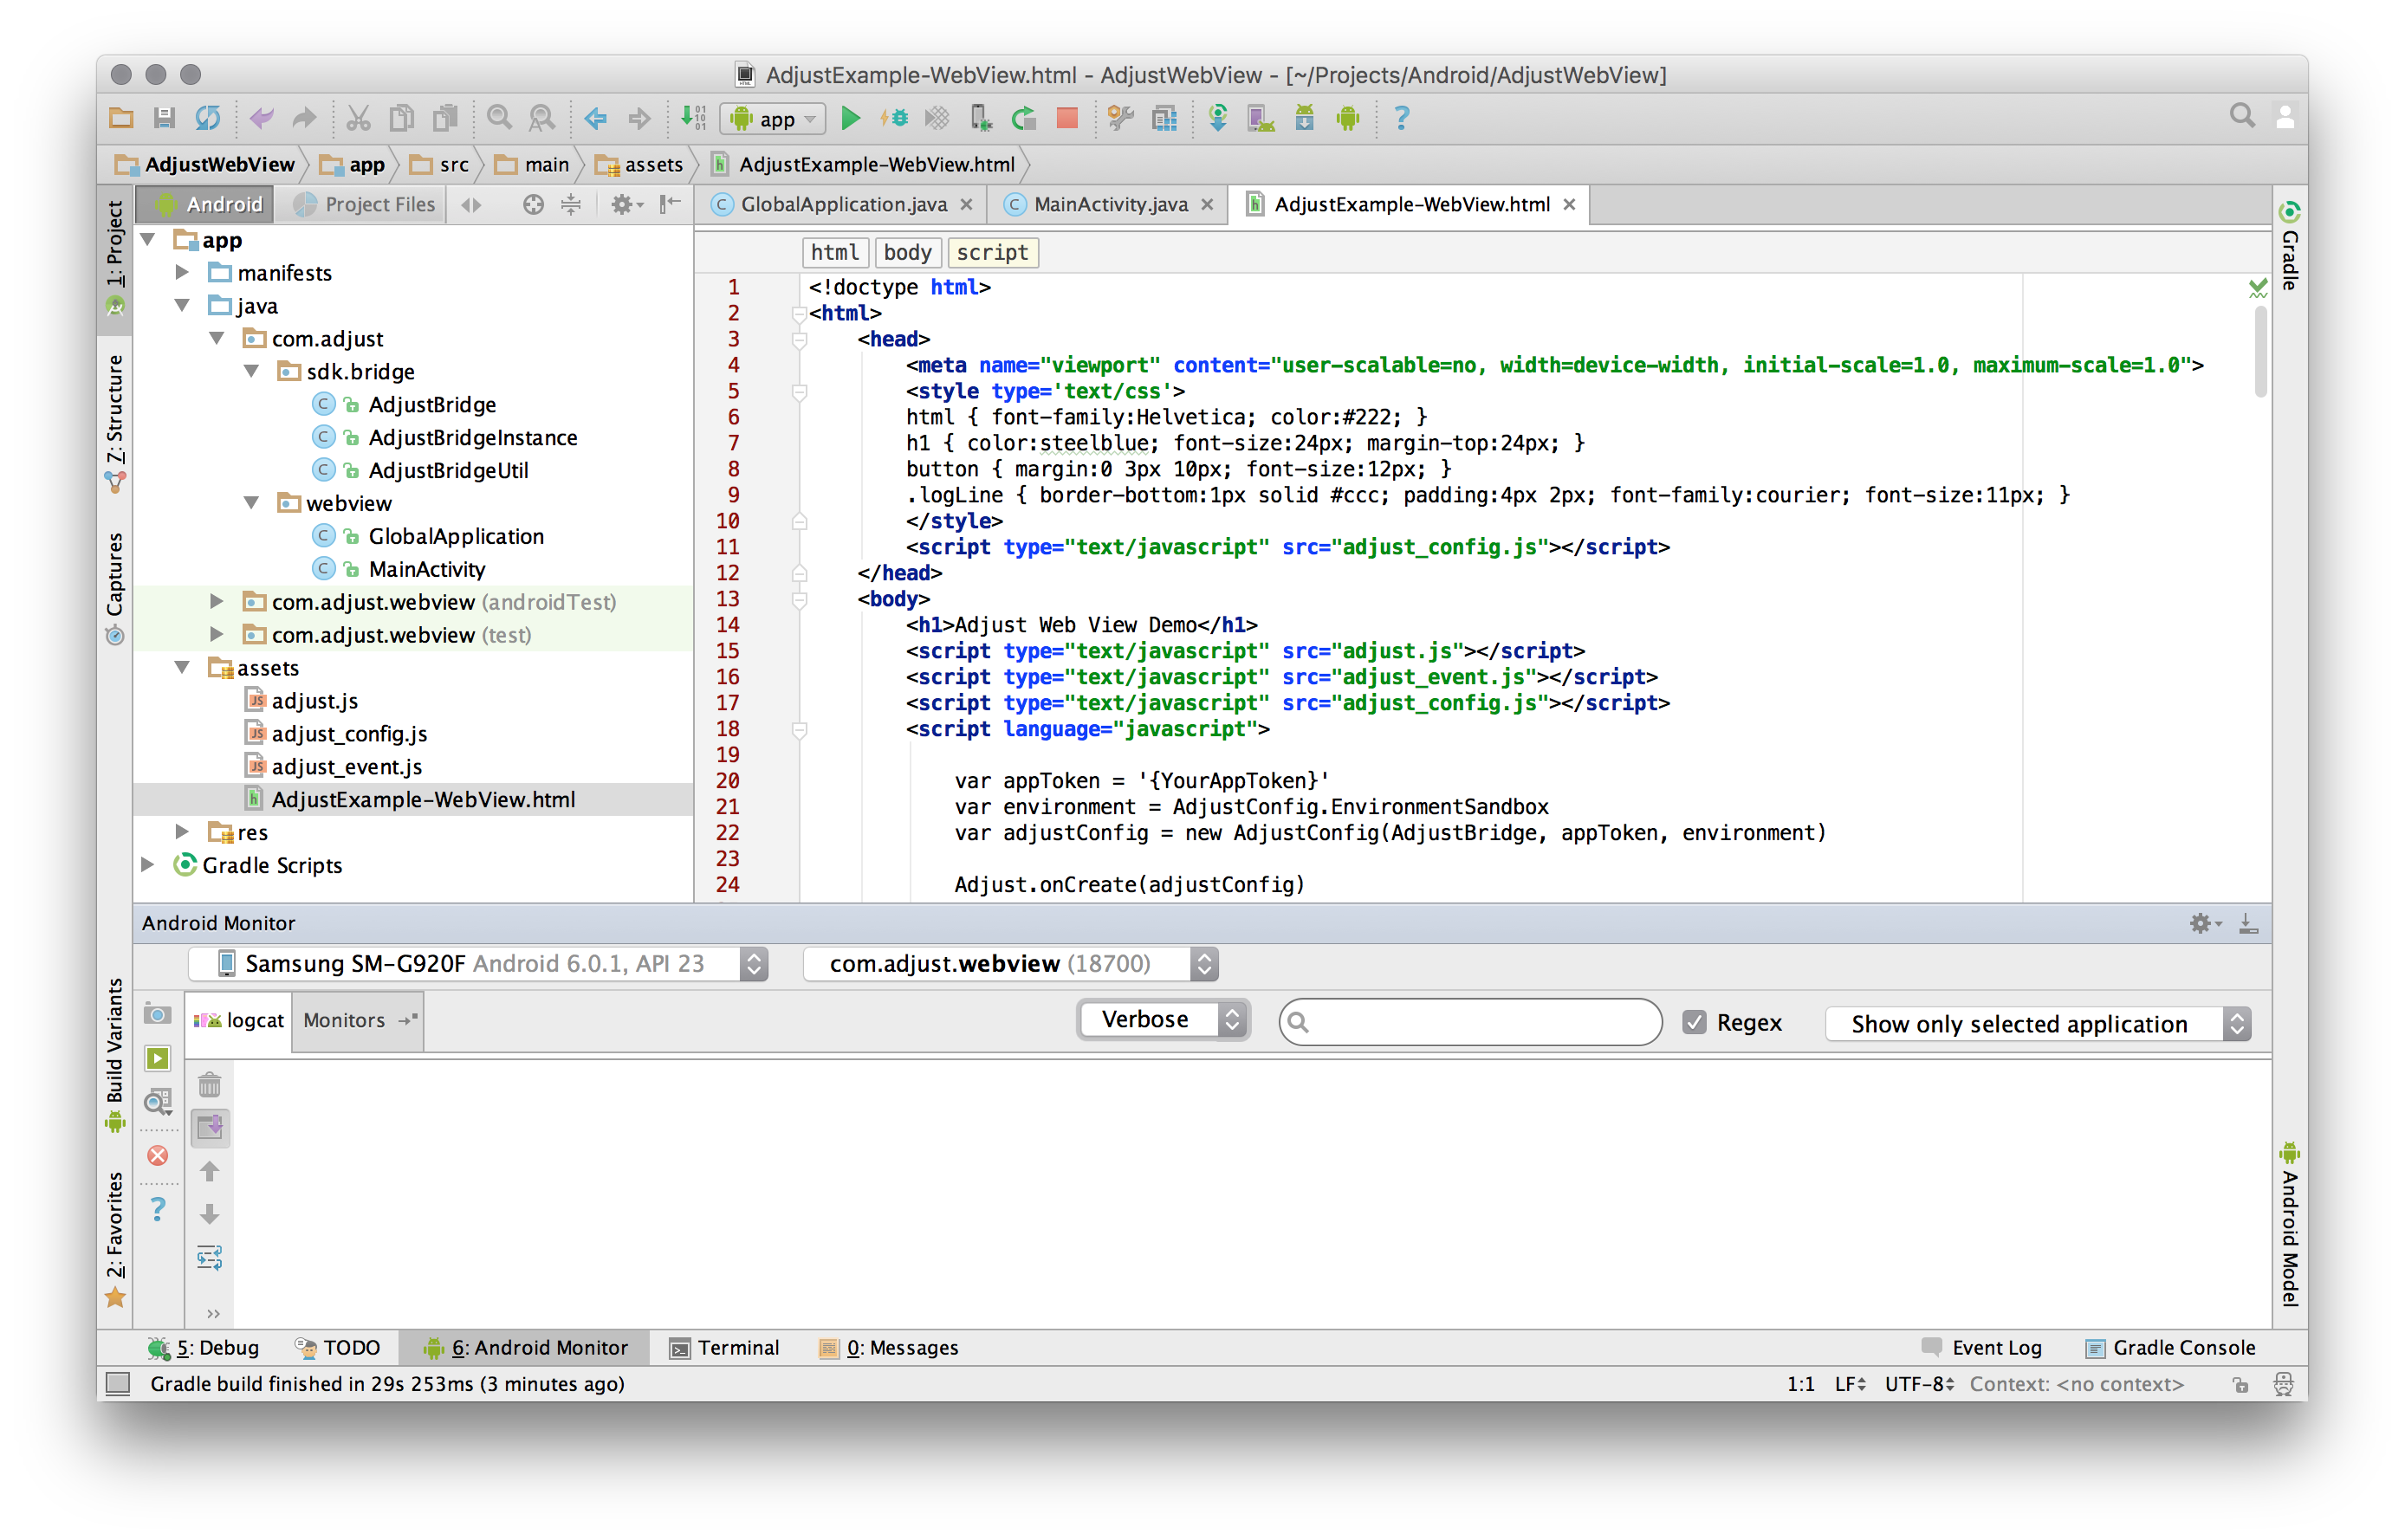 AdjustExample-WebView.html - AdjustWebView - [~/Projects/Android/AdjustWebView]
app
AdjustWebView app src main assets AdjustExample-WebView.html
1: Project
7: Structure
Captures
Build Variants
2: Favorites
Android Project Files
app
manifests
java
com.adjust
sdk.bridge
AdjustBridge
AdjustBridgeInstance
AdjustBridgeUtil
webview
GlobalApplication
MainActivity
com.adjust.webview (androidTest)
com.adjust.webview (test)
assets
adjust.js
adjust_config.js
adjust_event.js
AdjustExample-WebView.html
res
Gradle Scripts
GlobalApplication.java MainActivity.java AdjustExample-WebView.html
html body script
1 <!doctype html>
2 <html>
3 <head>
4 <meta name="viewport" content="user-scalable=no, width=device-width, initial-scale=1.0, maximum-scale=1.0">
5 <style type='text/css'>
6 html { font-family:Helvetica; color:#222; }
7 h1 { color:steelblue; font-size:24px; margin-top:24px; }
8 button { margin:0 3px 10px; font-size:12px; }
9 .logLine { border-bottom:1px solid #ccc; padding:4px 2px; font-family:courier; font-size:11px; }
10 </style>
11 <script type="text/javascript" src="adjust_config.js"></script>
12 </head>
13 <body>
14 <h1>Adjust Web View Demo</h1>
15 <script type="text/javascript" src="adjust.js"></script>
16 <script type="text/javascript" src="adjust_event.js"></script>
17 <script type="text/javascript" src="adjust_config.js"></script>
18 <script language="javascript">
19
20 var appToken = '{YourAppToken}'
21 var environment = AdjustConfig.EnvironmentSandbox
22 var adjustConfig = new AdjustConfig(AdjustBridge, appToken, environment)
23
24 Adjust.onCreate(adjustConfig)
Gradle
Android Model
Android Monitor
Samsung SM-G920F Android 6.0.1, API 23 com.adjust.webview (18700)
logcat Monitors Verbose Regex Show only selected application
5: Debug TODO 6: Android Monitor Terminal 0: Messages Event Log Gradle Console
Gradle build finished in 29s 253ms (3 minutes ago) 1:1 LF UTF-8 Context: <no context>